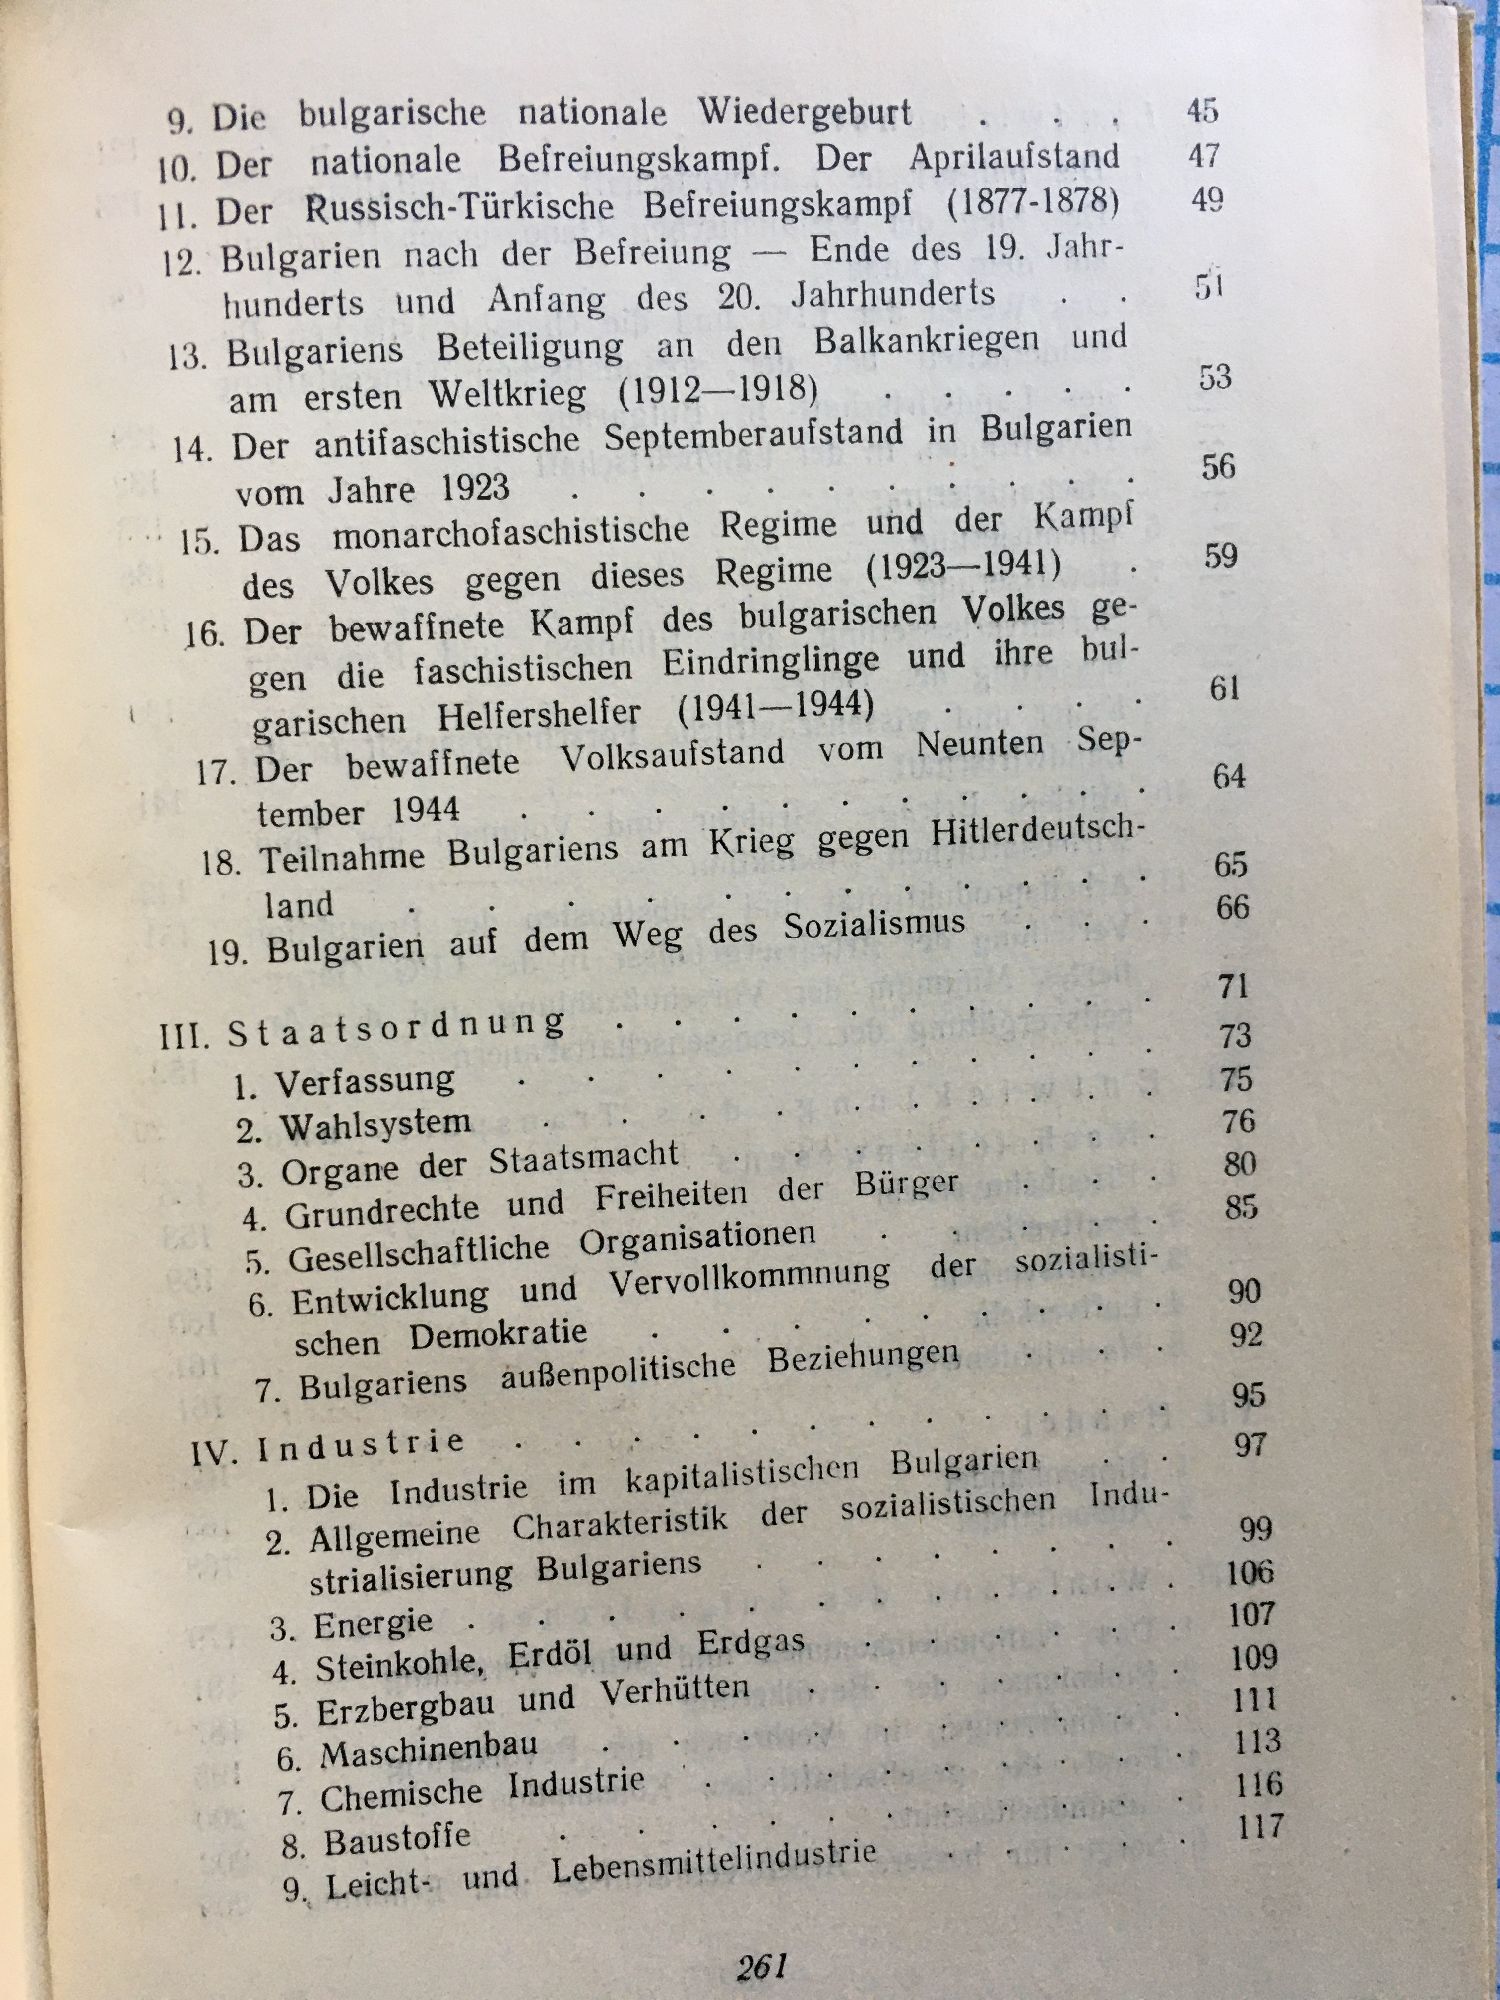 9. Die bulgarische nationale Wiedergeburt . . . 45
10. Der nationale Befreiungskampf. Der Aprilaufstand 47
11. Der Russisch-Türkische Befreiungskampf (1877-1878) 49
12. Bulgarien nach der Befreiung — Ende des 19. Jahr-
hunderts und Anfang des 20. Jahrhunderts . . 51
13. Bulgariens Beteiligung an den Balkankriegen und
am ersten Weltkrieg (1912—1918) . . . . . 53
14. Der antifaschistische Septemberaufstand in Bulgarien
vom Jahre 1923 . . . . . . . . . . 56
15. Das monarchofaschistische Regime und der Kampf
des Volkes gegen dieses Regime (1923—1941) . 59
16. Der bewaffnete Kampf des bulgarischen Volkes ge-
gen die faschistischen Eindringlinge und ihre bul-
garischen Helfershelfer (1941—1944) . . . . 61
17. Der bewaffnete Volksaufstand vom Neunten Sep-
tember 1944 . . . . . . . . . . 64
18. Teilnahme Bulgariens am Krieg gegen Hitlerdeutsch-
land . . . . . . . . . . . 65
19. Bulgarien auf dem Weg des Sozialismus . . . 66
III. Staatsordnung . . . . . . . . . . 71
1. Verfassung . . . . . . . . . . 73
2. Wahlsystem . . . . . . . . . . 75
3. Organe der Staatsmacht . . . . . . . 76
4. Grundrechte und Freiheiten der Bürger . . . 80
5. Gesellschaftliche Organisationen . . . . . 85
6. Entwicklung und Vervollkommnung der sozialisti-
schen Demokratie . . . . . . . . . 90
7. Bulgariens außenpolitische Beziehungen . . . 92
IV. Industrie . . . . . . . . . . . 95
1. Die Industrie im kapitalistischen Bulgarien . . 97
2. Allgemeine Charakteristik der sozialistischen Indu-
strialisierung Bulgariens . . . . . . . 99
3. Energie . . . . . . . . . . . 106
4. Steinkohle, Erdöl und Erdgas . . . . . . 107
5. Erzbergbau und Verhütten . . . . . . . 109
6. Maschinenbau . . . . . . . . . . 111
7. Chemische Industrie . . . . . . . . 113
8. Baustoffe . . . . . . . . . . . 116
9. Leicht- und Lebensmittelindustrie . . . . . 117
261